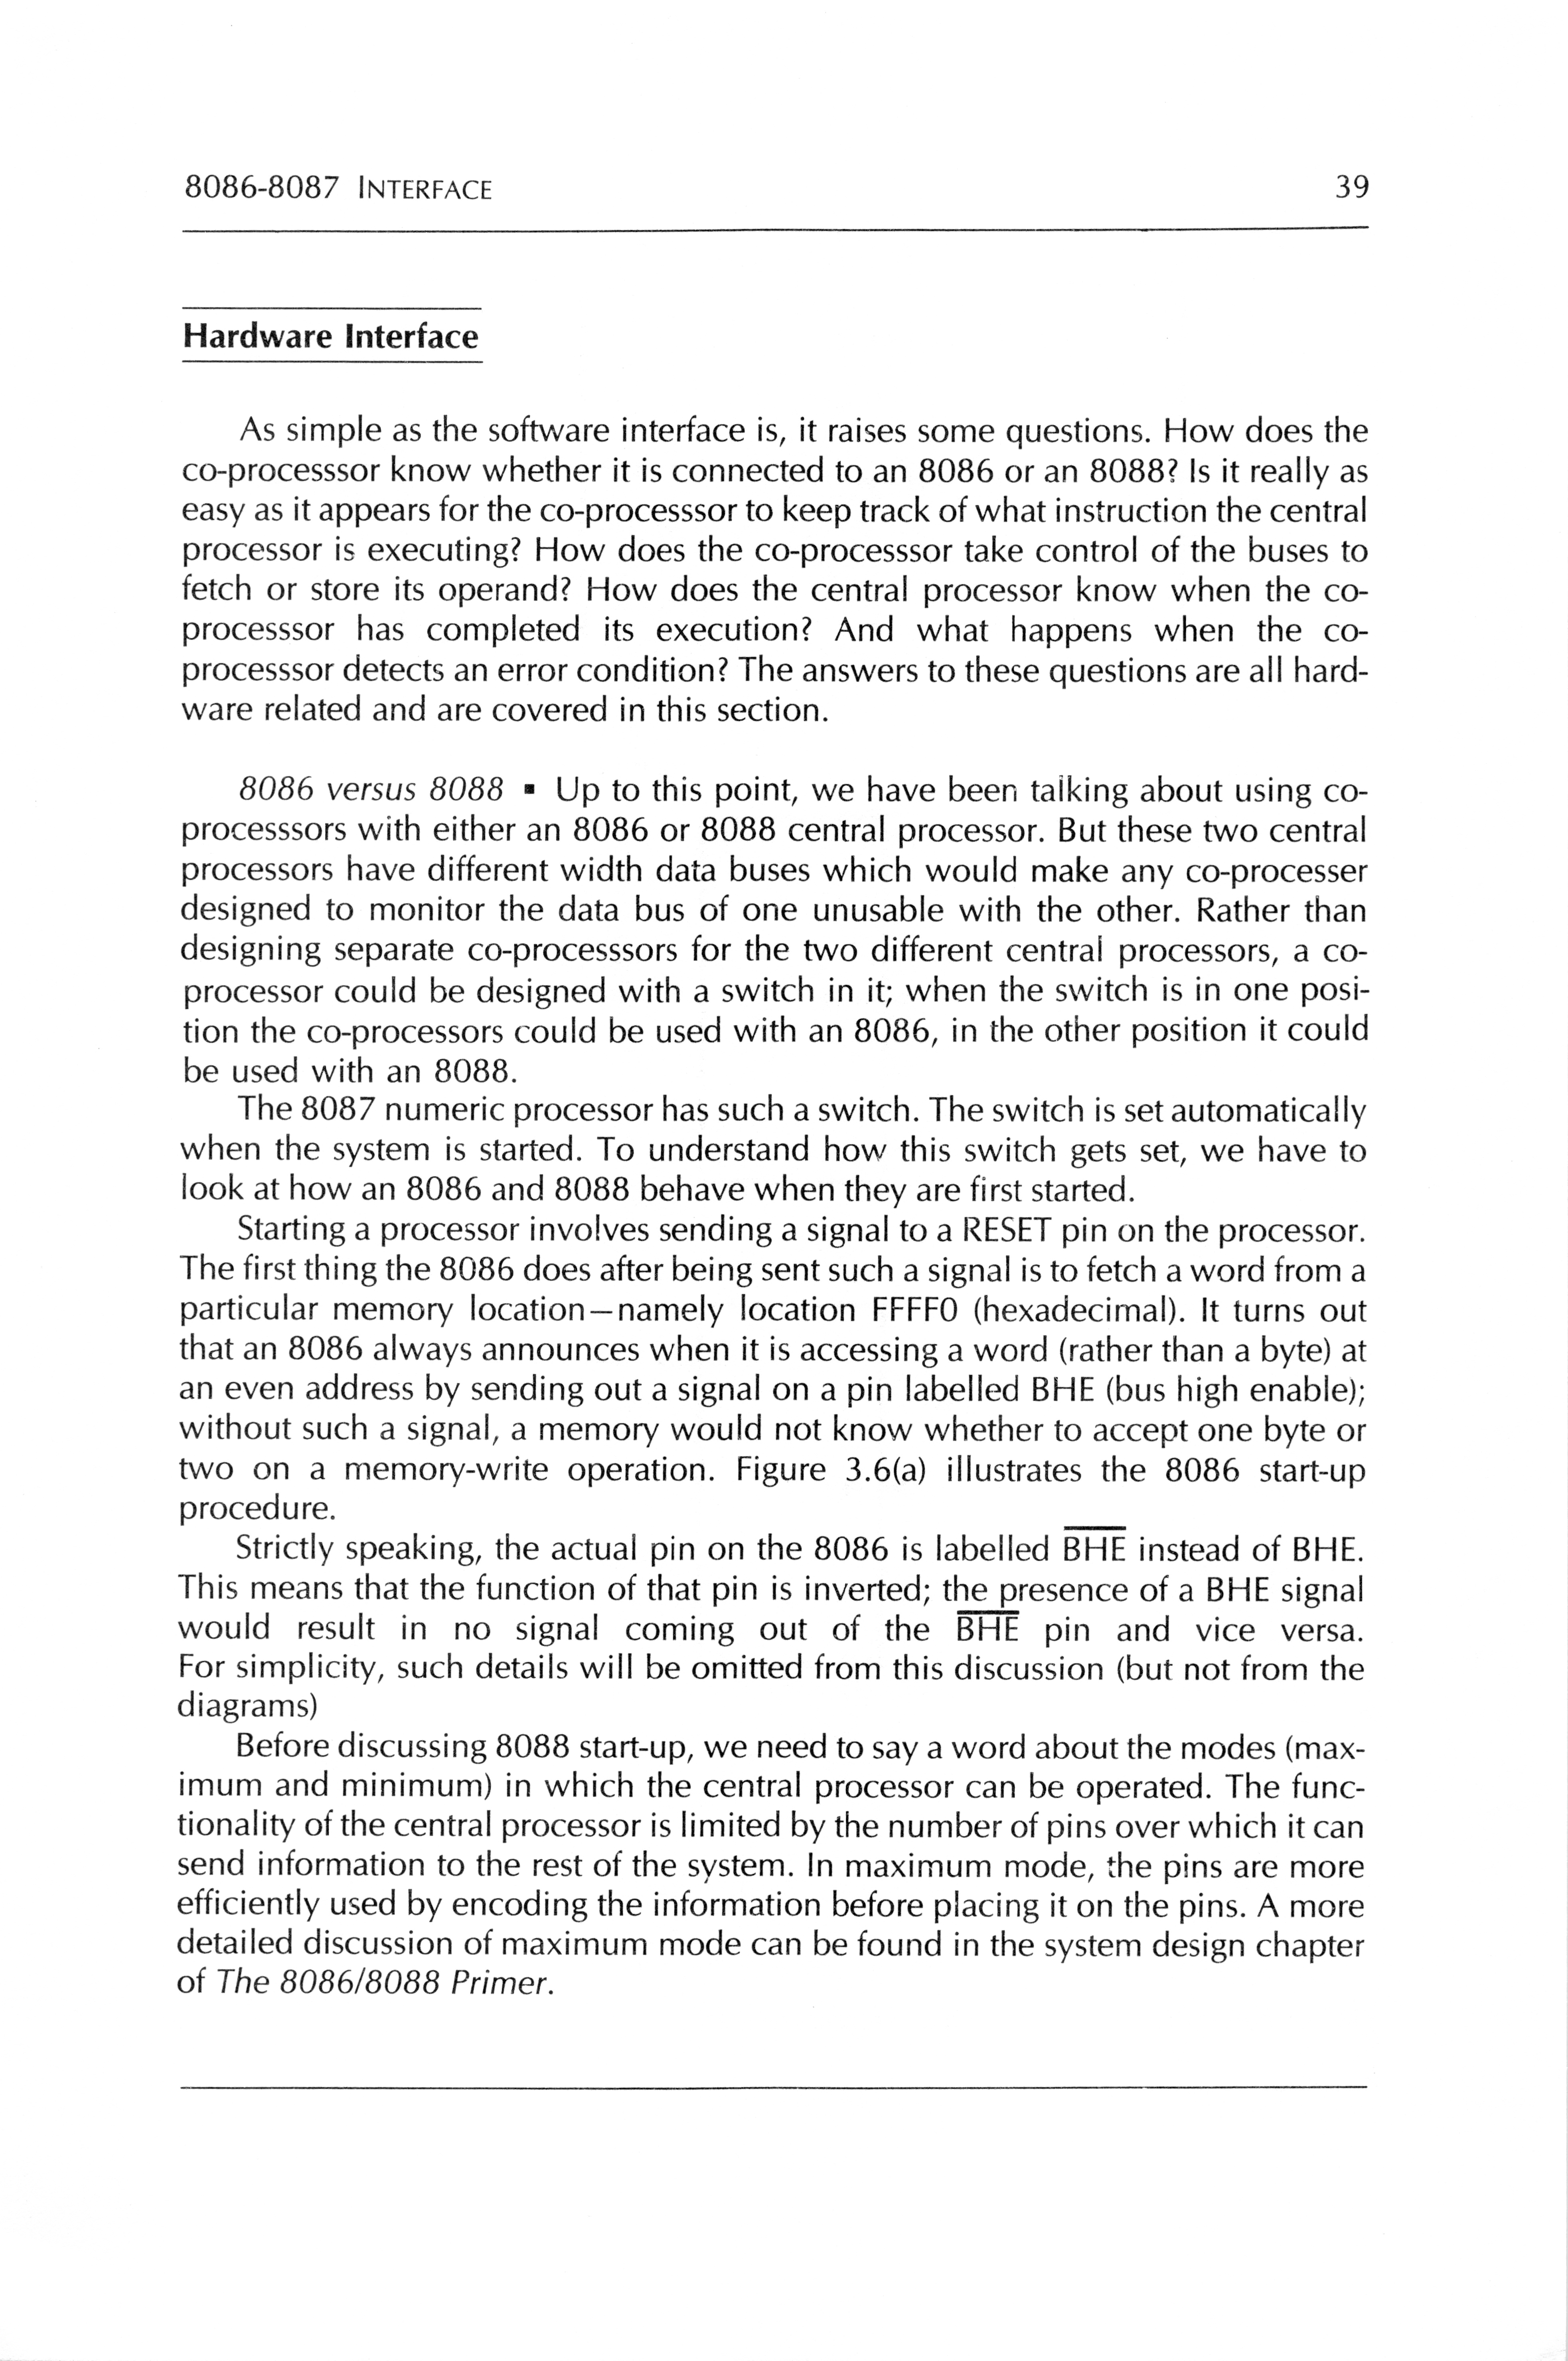 8086-8087 INTERFACE 39
Hardware Interface
As simple as the software interface is, it raises some questions. How does the
co-processsor know whether it is connected to an 8086 or an 8088? Is it really as
easy as it appears for the co-processsor to keep track of what instruction the central
processor is executing? How does the co-processsor take control of the buses to
fetch or store its operand? How does the central processor know when the co-
processsor has completed its execution? And what happens when the co-
processsor detects an error condition? The answers to these questions are all hard-
ware related and are covered in this section.
8086 versus 8088 ▪ Up to this point, we have been talking about using co-
processsors with either an 8086 or 8088 central processor. But these two central
processors have different width data buses which would make any co-processer
designed to monitor the data bus of one unusable with the other. Rather than
designing separate co-processsors for the two different central processors, a co-
processor could be designed with a switch in it; when the switch is in one posi-
tion the co-processors could be used with an 8086, in the other position it could
be used with an 8088.
The 8087 numeric processor has such a switch. The switch is set automatically
when the system is started. To understand how this switch gets set, we have to
look at how an 8086 and 8088 behave when they are first started.
Starting a processor involves sending a signal to a RESET pin on the processor.
The first thing the 8086 does after being sent such a signal is to fetch a word from a
particular memory location—namely location FFFF0 (hexadecimal). It turns out
that an 8086 always announces when it is accessing a word (rather than a byte) at
an even address by sending out a signal on a pin labelled BHE (bus high enable);
without such a signal, a memory would not know whether to accept one byte or
two on a memory-write operation. Figure 3.6(a) illustrates the 8086 start-up
procedure.
Strictly speaking, the actual pin on the 8086 is labelled B̅H̅E̅ instead of BHE.
This means that the function of that pin is inverted; the presence of a BHE signal
would result in no signal coming out of the B̅H̅E̅ pin and vice versa.
For simplicity, such details will be omitted from this discussion (but not from the
diagrams)
Before discussing 8088 start-up, we need to say a word about the modes (max-
imum and minimum) in which the central processor can be operated. The func-
tionality of the central processor is limited by the number of pins over which it can
send information to the rest of the system. In maximum mode, the pins are more
efficiently used by encoding the information before placing it on the pins. A more
detailed discussion of maximum mode can be found in the system design chapter
of The 8086/8088 Primer.